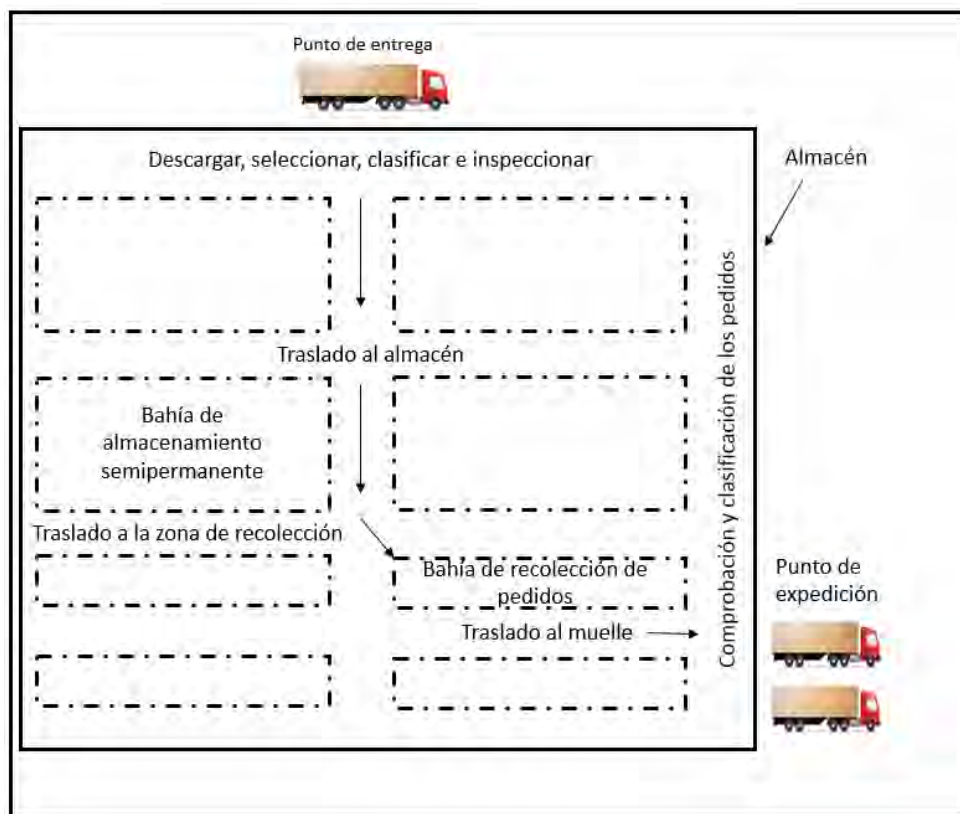 Punto de entrega
Descargar, seleccionar, clasificar e inspeccionar
Almacén
Traslado al almacén
Bahía de
almacenamiento
semipermanente
Traslado a la zona de recolección
Bahía de recolección de
pedidos
Traslado al muelle
Comprobación y clasificación de los pedidos
Punto de
expedición